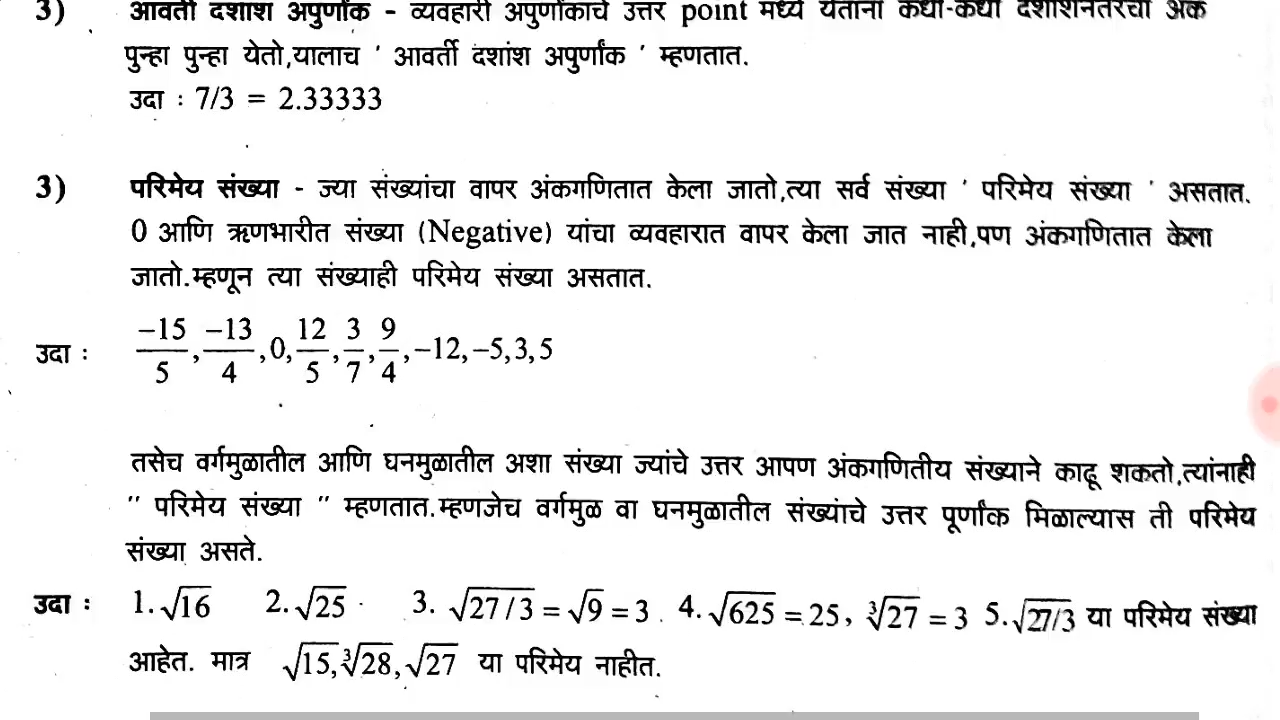 3) आवर्ती दशांश अपुर्णांक - व्यवहारी अपुर्णांकाचे उत्तर point मध्ये येताना कधी-कधी दशांशनंतरचा अंक
पुन्हा पुन्हा येतो,यालाच ' आवर्ती दशांश अपुर्णांक ' म्हणतात.
उदा : 7/3 = 2.33333
3) परिमेय संख्या - ज्या संख्यांचा वापर अंकगणितात केला जातो,त्या सर्व संख्या ' परिमेय संख्या ' असतात.
0 आणि ऋणभारीत संख्या (Negative) यांचा व्यवहारात वापर केला जात नाही,पण अंकगणितात केला
जातो.म्हणून त्या संख्याही परिमेय संख्या असतात.
उदा : -15/5, -13/4, 0, 12/5, 3/7, 9/4, -12, -5, 3, 5
तसेच वर्गमुळातील आणि घनमुळातील अशा संख्या ज्यांचे उत्तर आपण अंकगणितीय संख्याने काढू शकतो,त्यांनाही
" परिमेय संख्या " म्हणतात.म्हणजेच वर्गमुळ वा घनमुळातील संख्यांचे उत्तर पूर्णांक मिळाल्यास ती परिमेय
संख्या असते.
उदा : 1. √16 2. √25 3. √27/3 = √9 = 3 4. √625 = 25, ∛27 = 3 5. √27/3 या परिमेय संख्या
आहेत. मात्र √15, ∛28, √27 या परिमेय नाहीत.